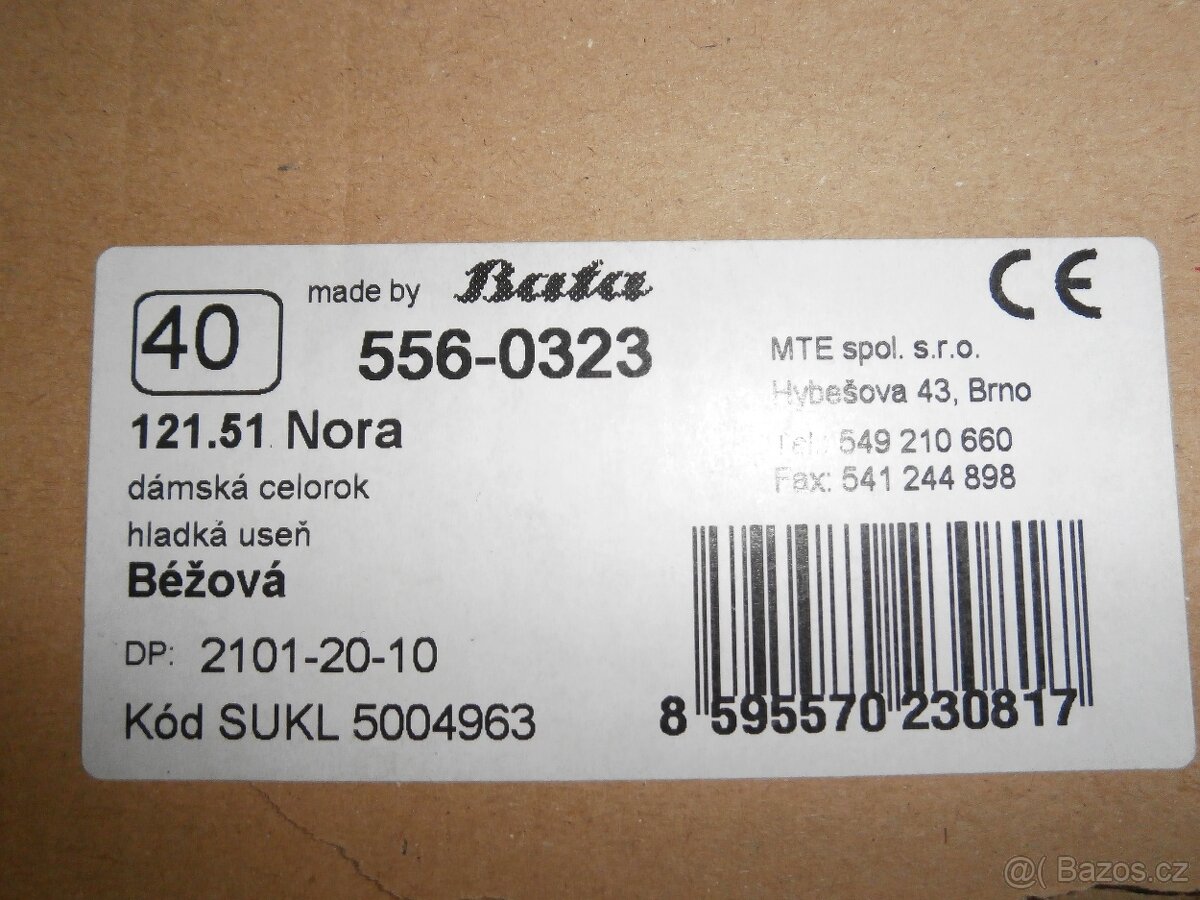 40
made by Bata
556-0323
121.51 Nora
dámská celorok
hladká useň
Béžová
DP: 2101-20-10
Kód SUKL 5004963
MTE spol. s.r.o.
Hybešova 43, Brno
Tel.: 549 210 660
Fax: 541 244 898
CE
8 595570 230817
@( Bazos.cz